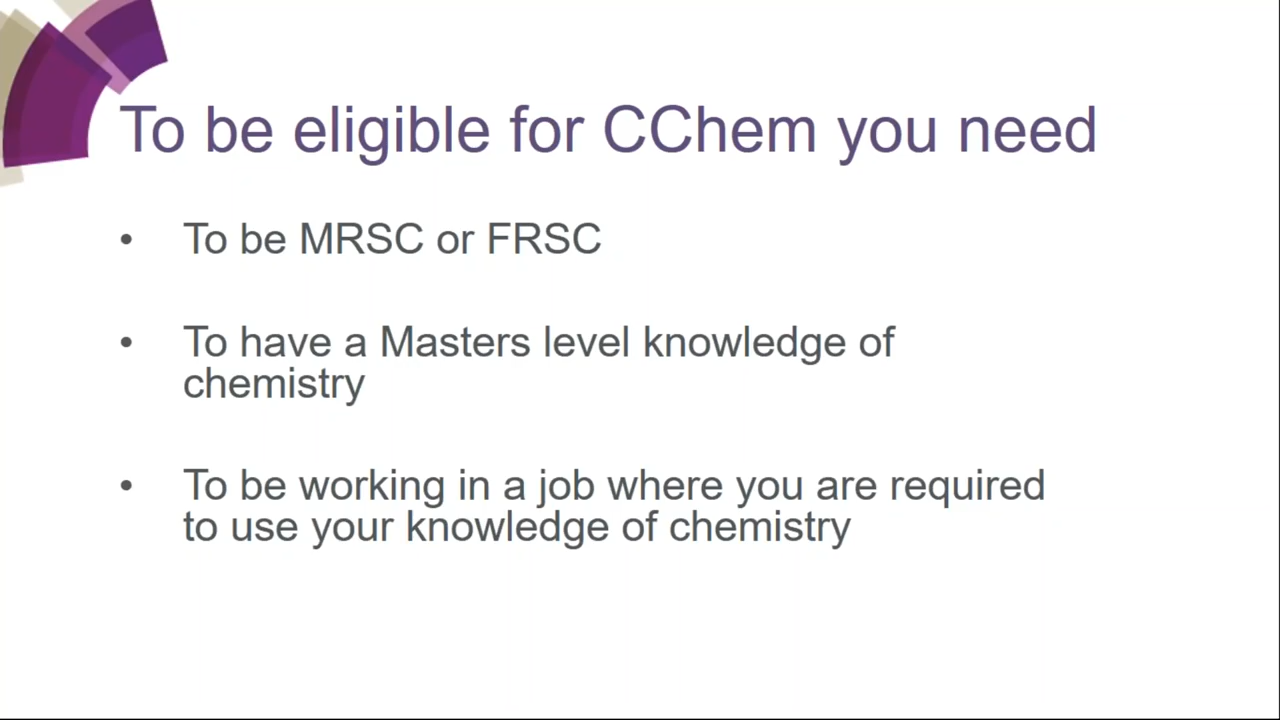 To be eligible for CChem you need
• To be MRSC or FRSC
• To have a Masters level knowledge of
chemistry
• To be working in a job where you are required
to use your knowledge of chemistry